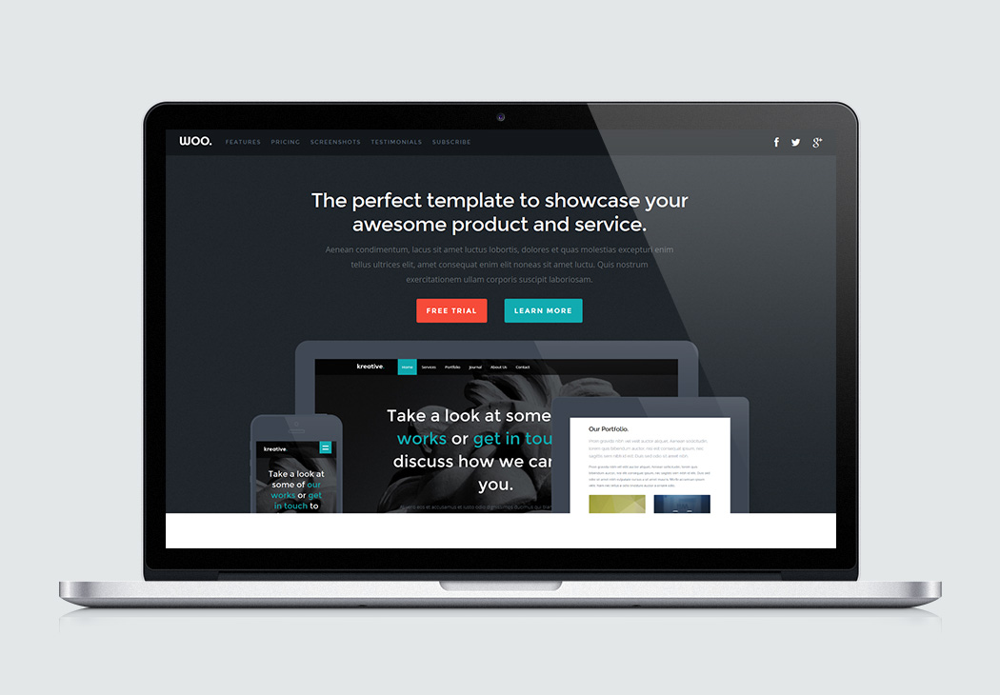 WOO.
FEATURES PRICING SCREENSHOTS TESTIMONIALS SUBSCRIBE
f g+
The perfect template to showcase your
awesome product and service.
Aenean condimentum, lacus sit amet luctus lobortis, dolores et quas molestias exceptun enim
tellus ultrices elit, amet consequat enim elit noneas sit amet luctu. Quis nostrum
exercitationem ullam corporis suscipit laboriosam.
FREE TRIAL LEARN MORE
kreative.
Home Services Portfolio Journal About Us Contact
Take a look at some
works or get in tou
discuss how we can
you.
kreative.
Take a look at
some of our
works or get
in touch to
Our Portfolio.